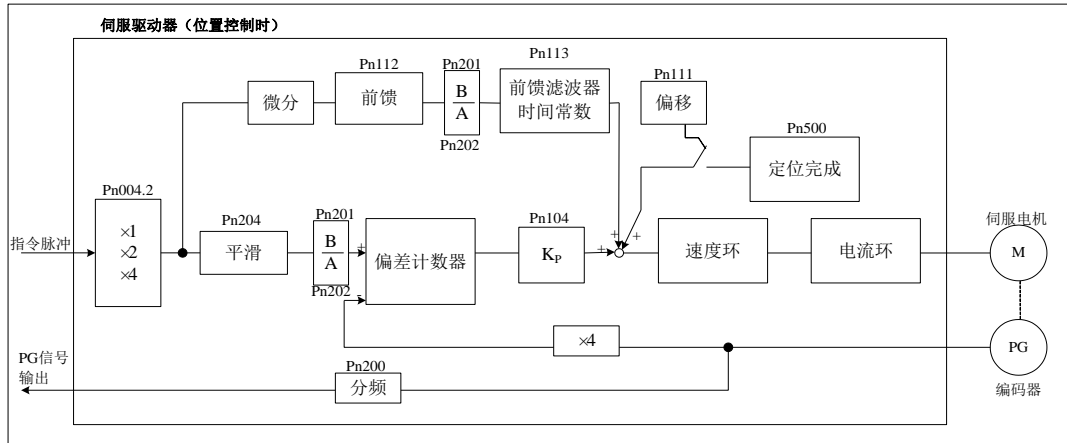 伺服驱动器（位置控制时）
Pn112
Pn201
Pn113
Pn111
微分
前馈
B
A
Pn202
前馈滤波器
时间常数
偏移
Pn500
定位完成
Pn004.2
指令脉冲
×1
×2
×4
Pn204
平滑
Pn201
B
A
Pn202
+
-
偏差计数器
Pn104
KP
+
+
+
速度环
电流环
伺服电机
M
×4
PG
编码器
PG信号
输出
Pn200
分频